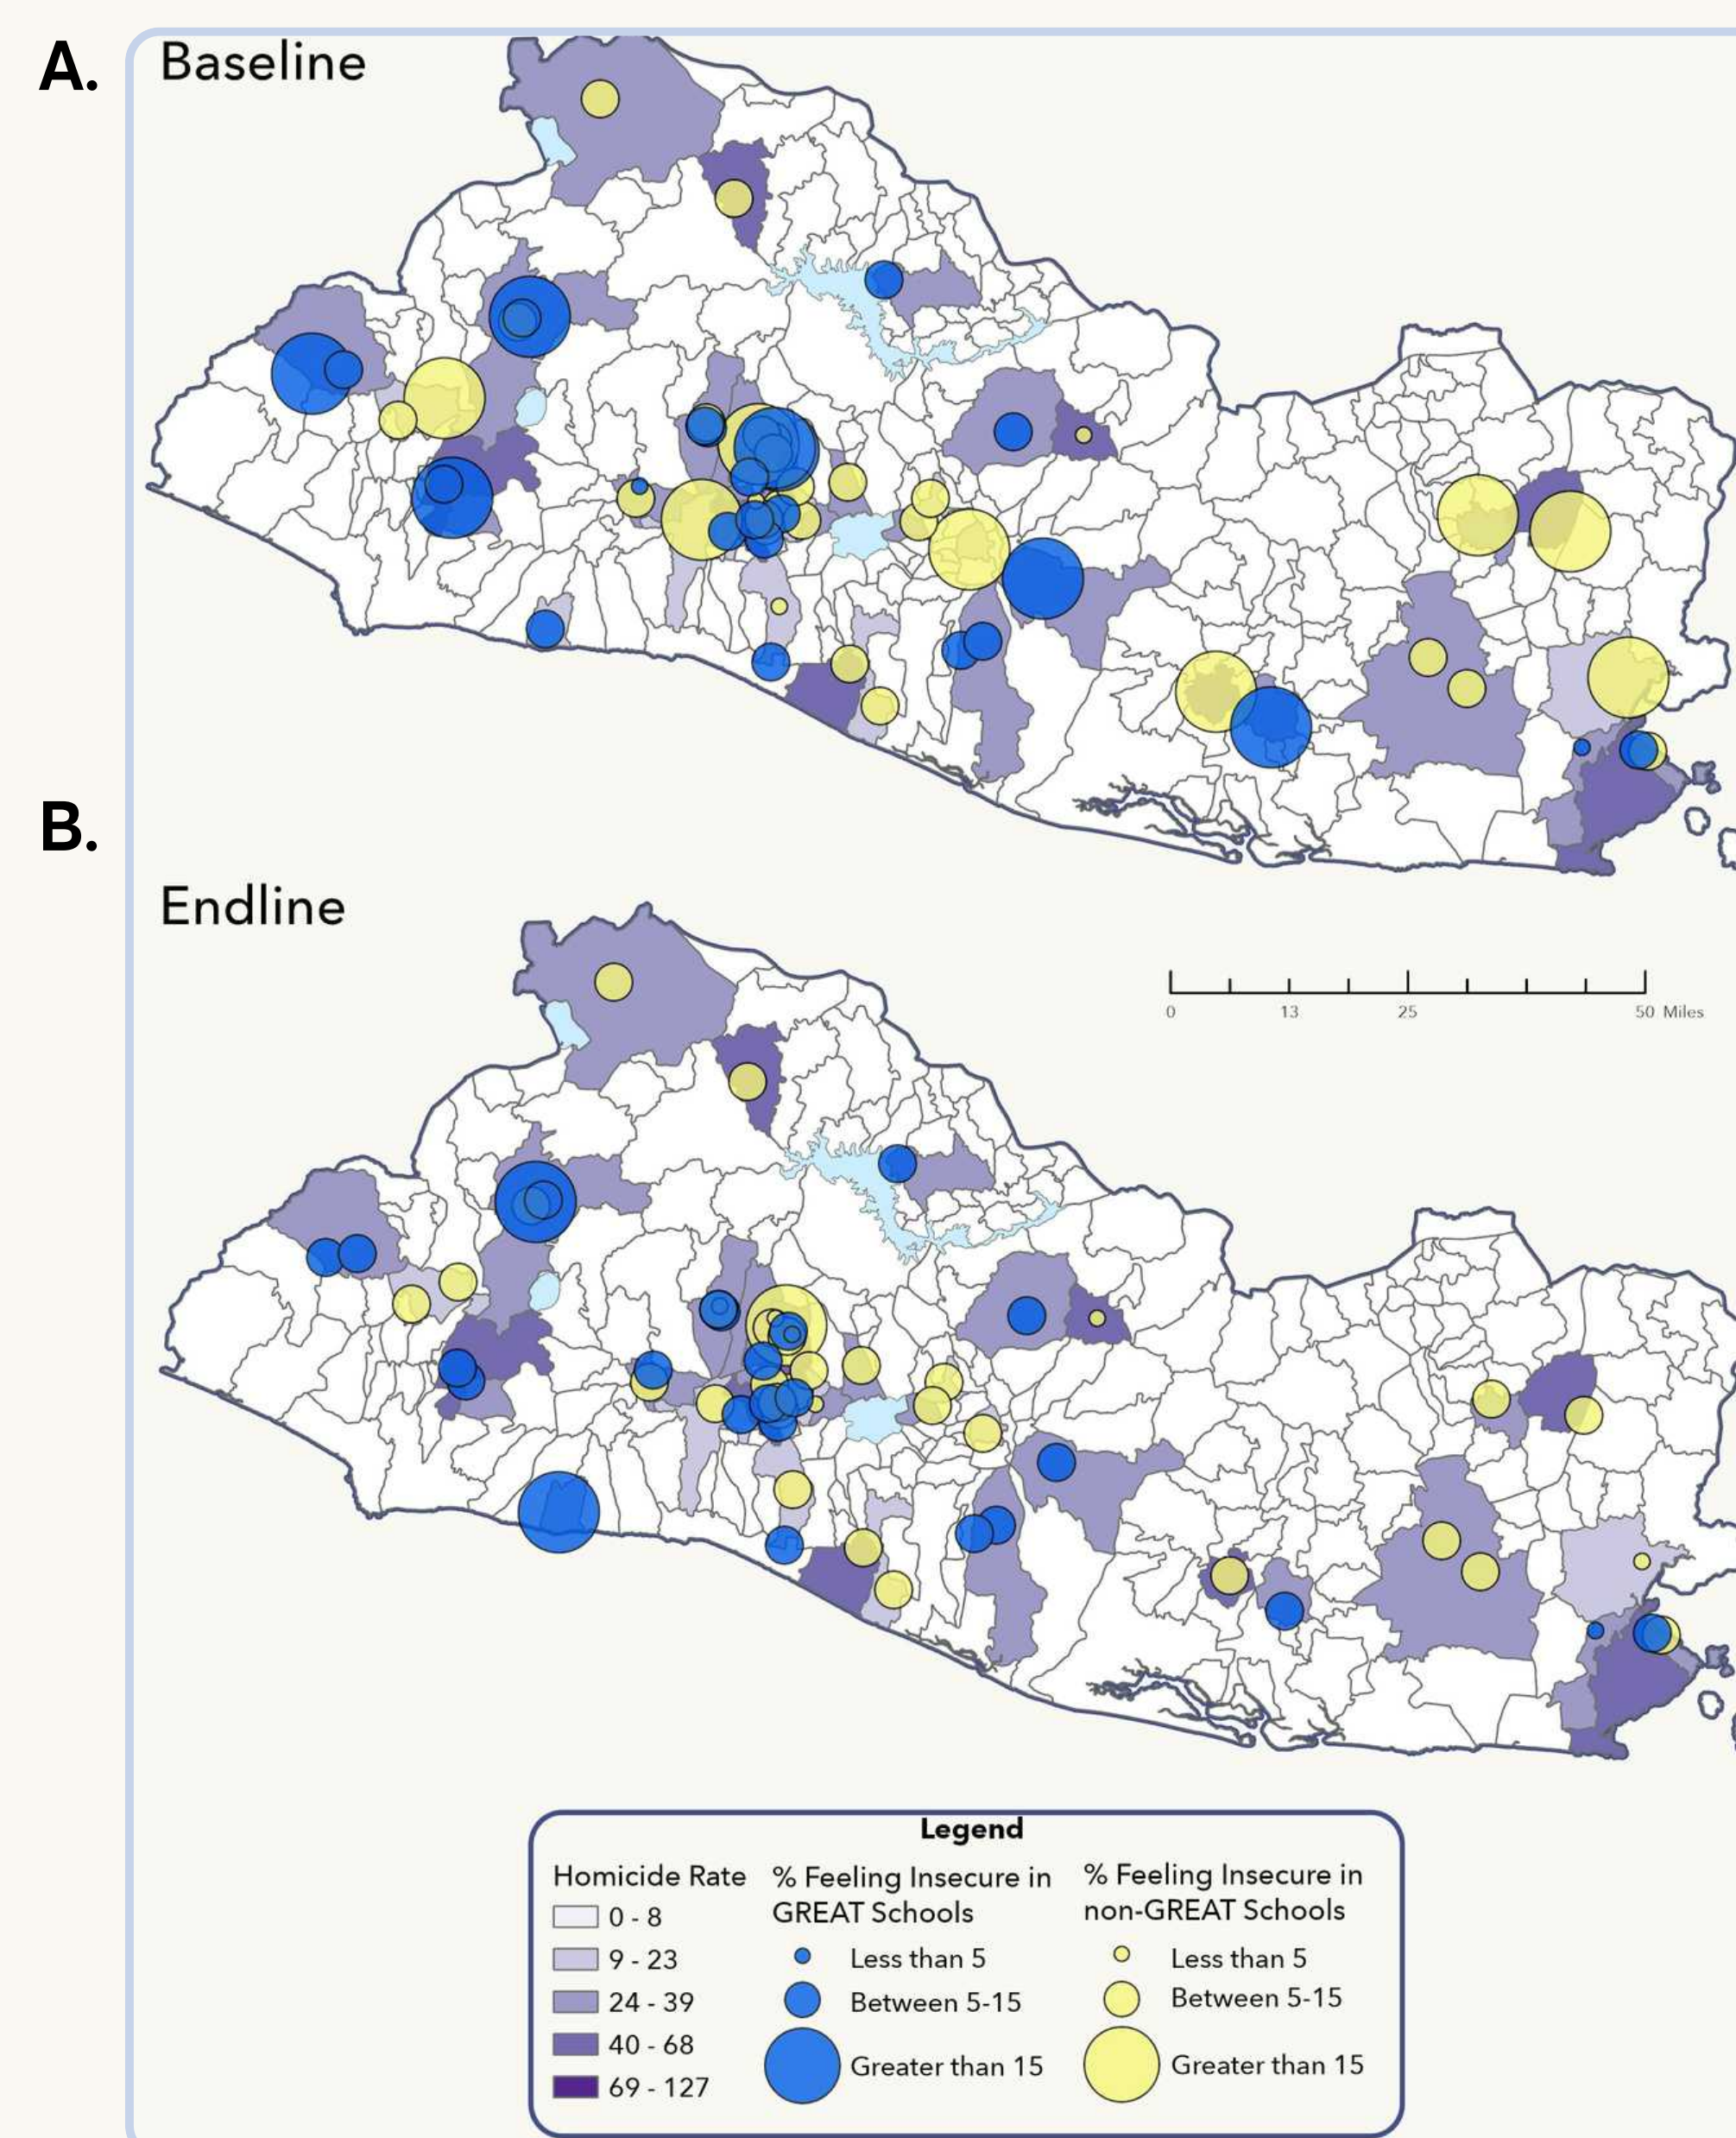 A.
Baseline
B.
Endline
0 13 25 50 Miles
Legend
Homicide Rate
0 - 8
9 - 23
24 - 39
40 - 68
69 - 127
% Feeling Insecure in
GREAT Schools
Less than 5
Between 5-15
Greater than 15
% Feeling Insecure in
non-GREAT Schools
Less than 5
Between 5-15
Greater than 15